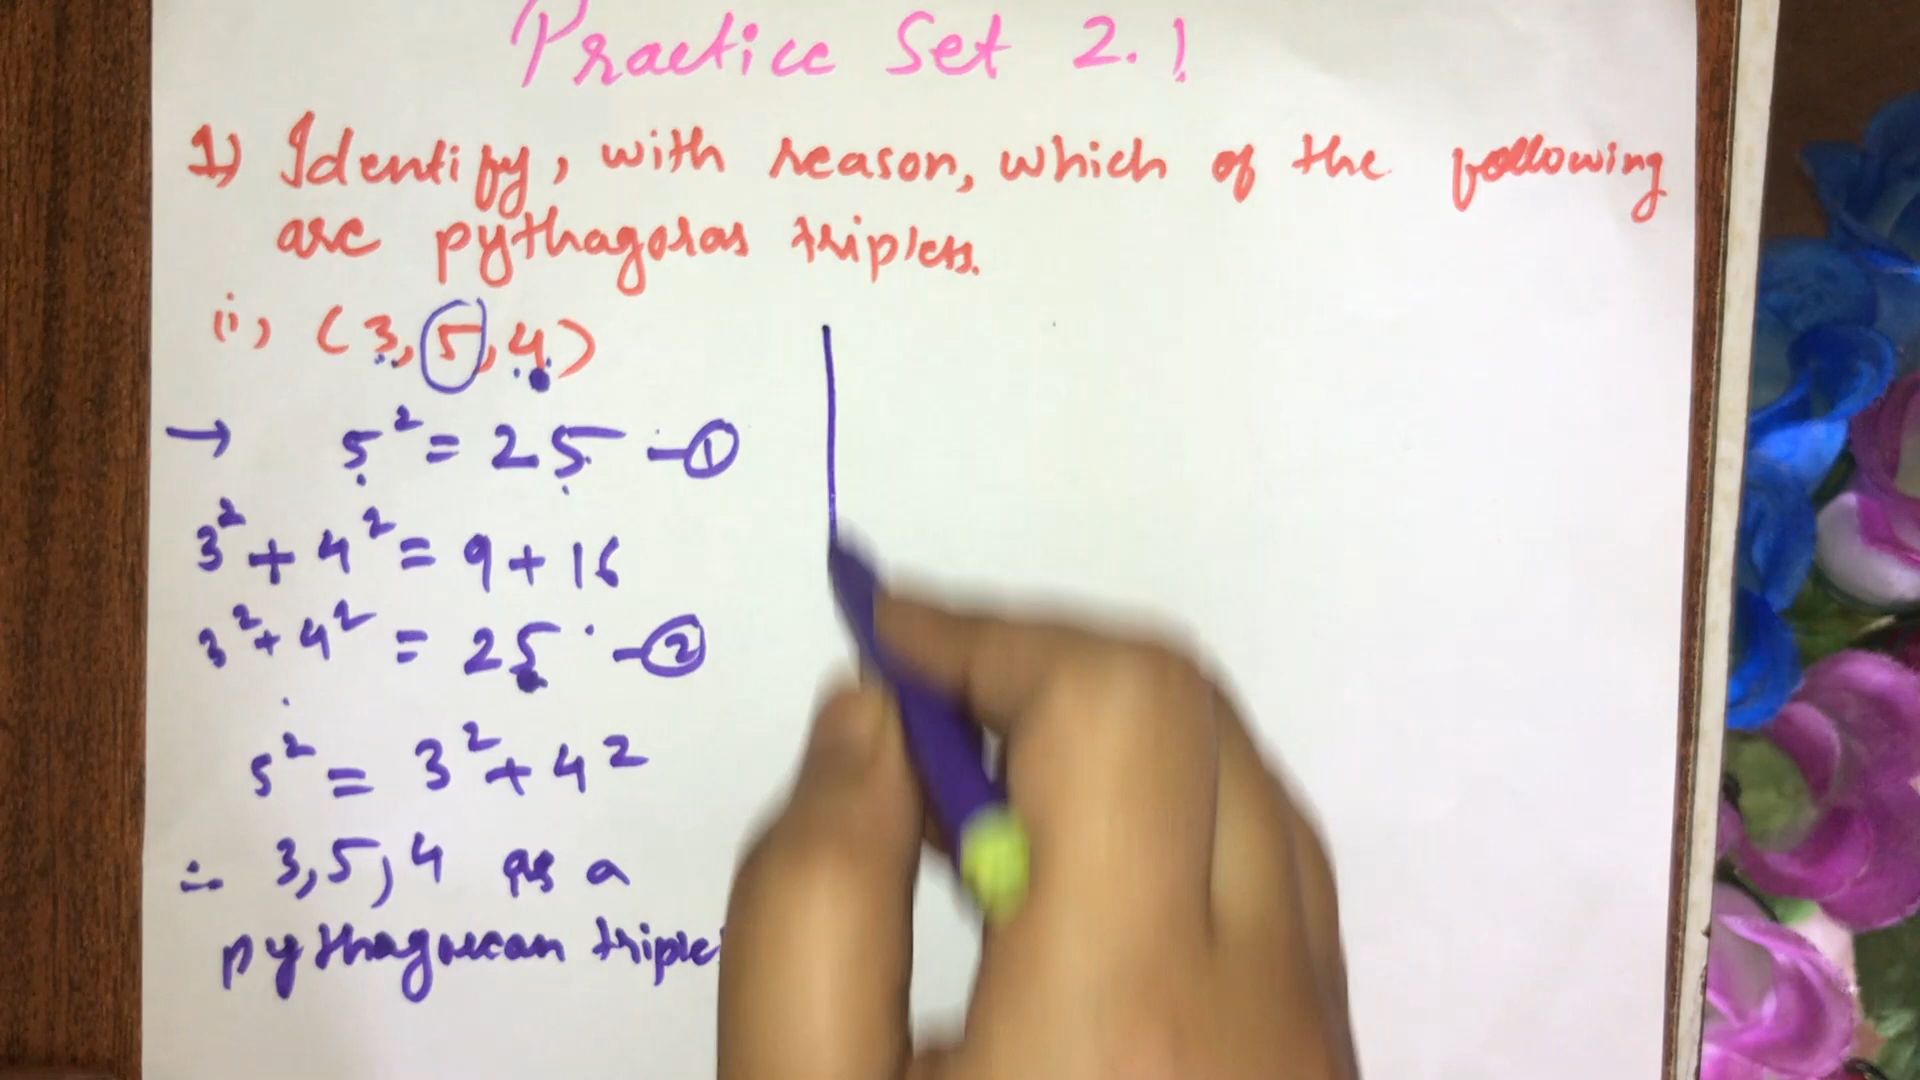 Practice Set 2.1
1) Identify, with reason, which of the following
are pythagoras triplets.
i) (3,5,4)
→ 5² = 25 -①
3² + 4² = 9 + 16
3² + 4² = 25 -②
5² = 3² + 4²
∴ 3,5,4 is a
pythagorean triplet